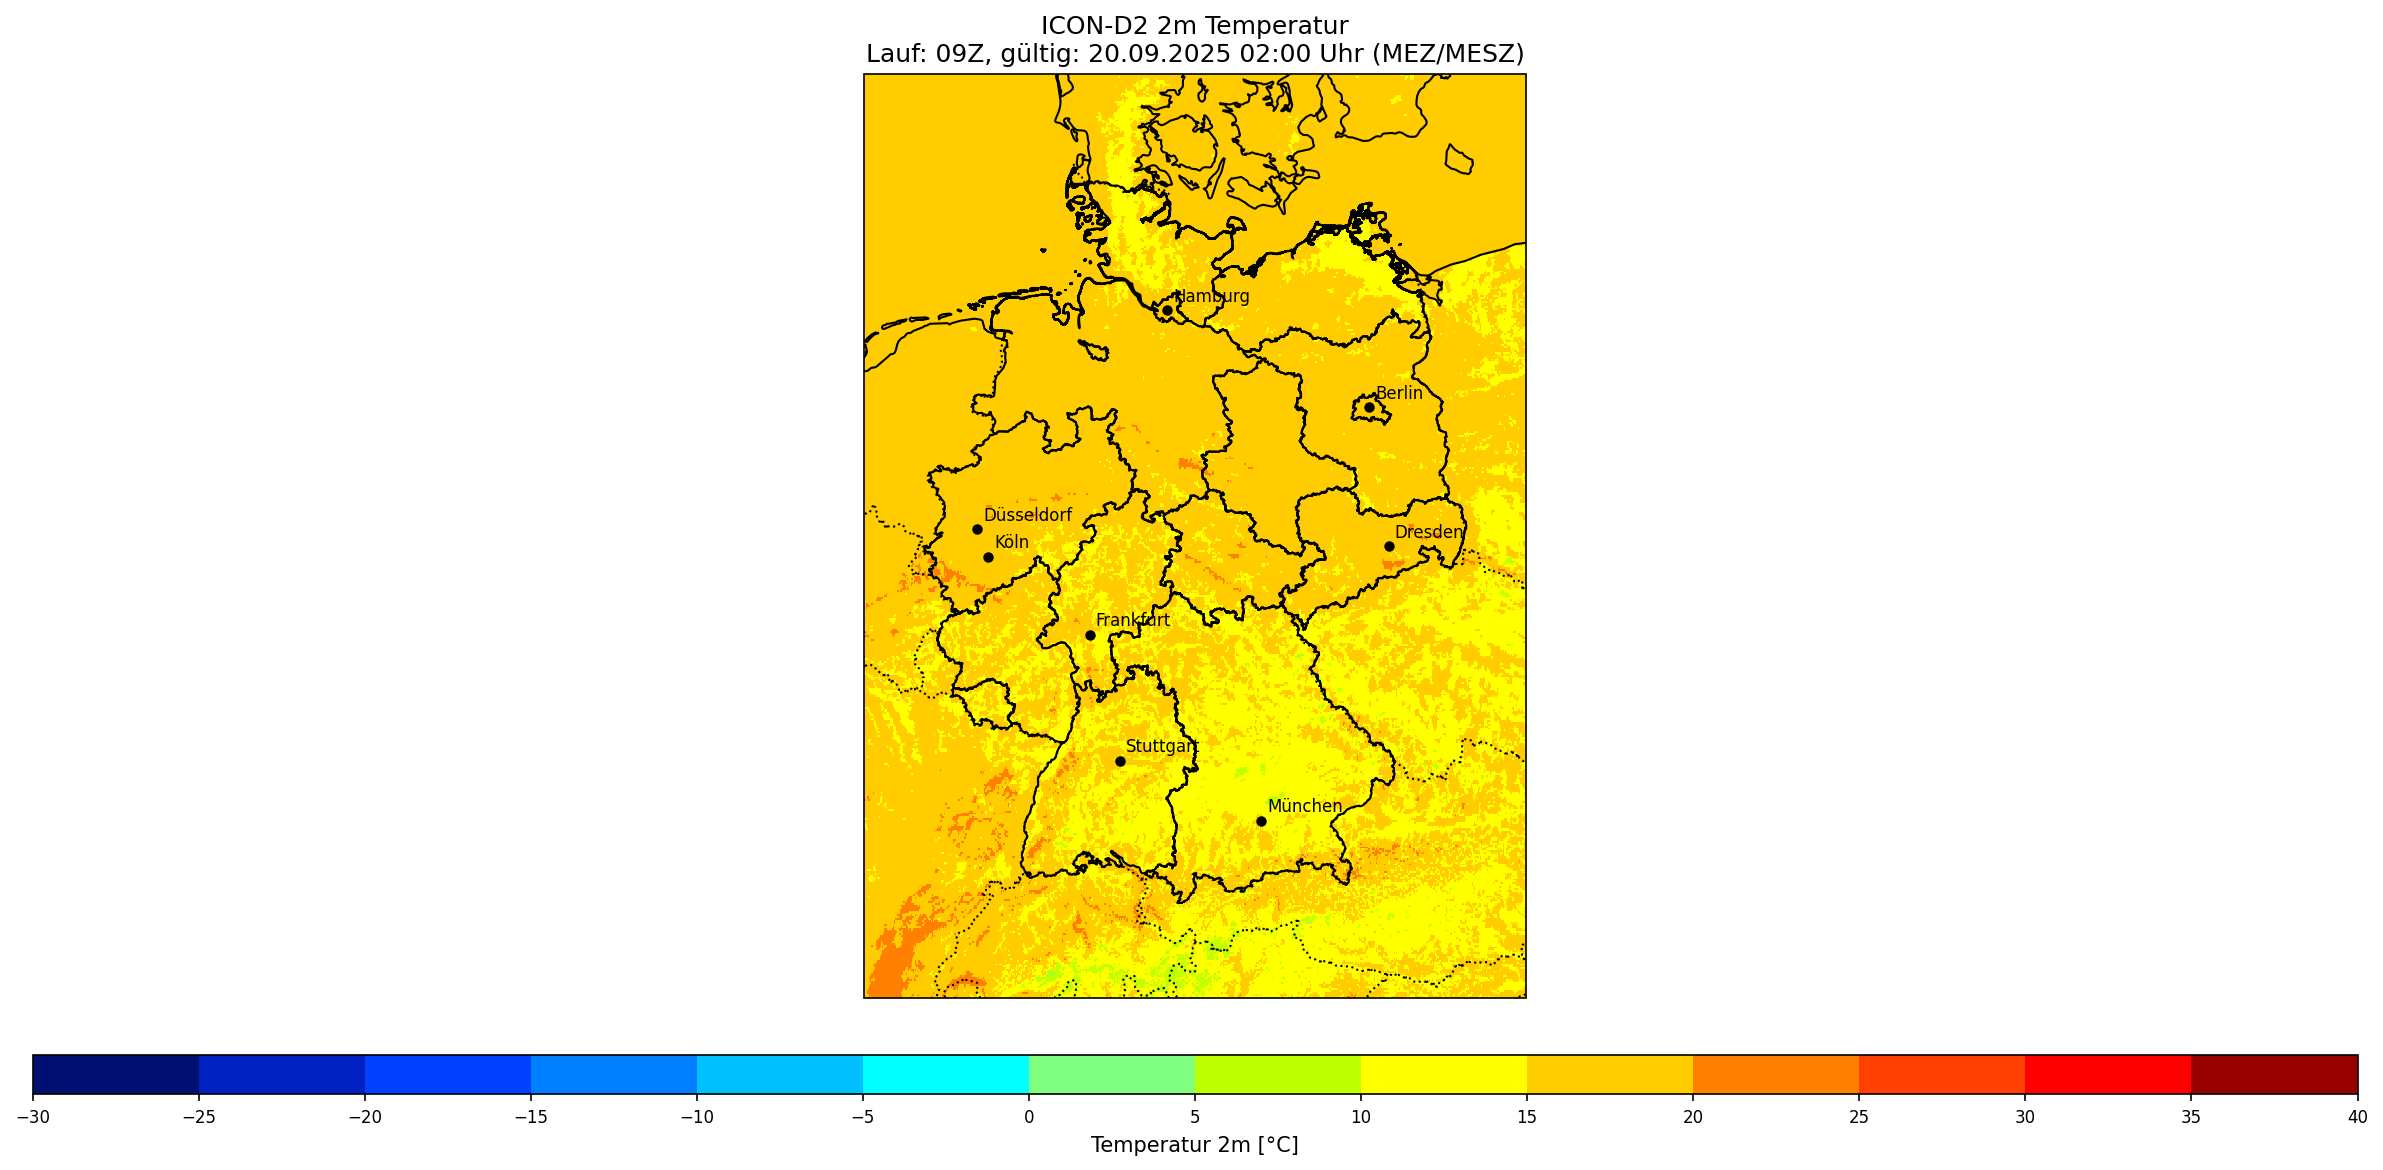 ICON-D2 2m Temperatur
Lauf: 09Z, gültig: 20.09.2025 02:00 Uhr (MEZ/MESZ)
Hamburg
Berlin
Düsseldorf
Köln
Dresden
Frankfurt
Stuttgart
München
−30 −25 −20 −15 −10 −5 0 5 10 15 20 25 30 35 40
Temperatur 2m [°C]